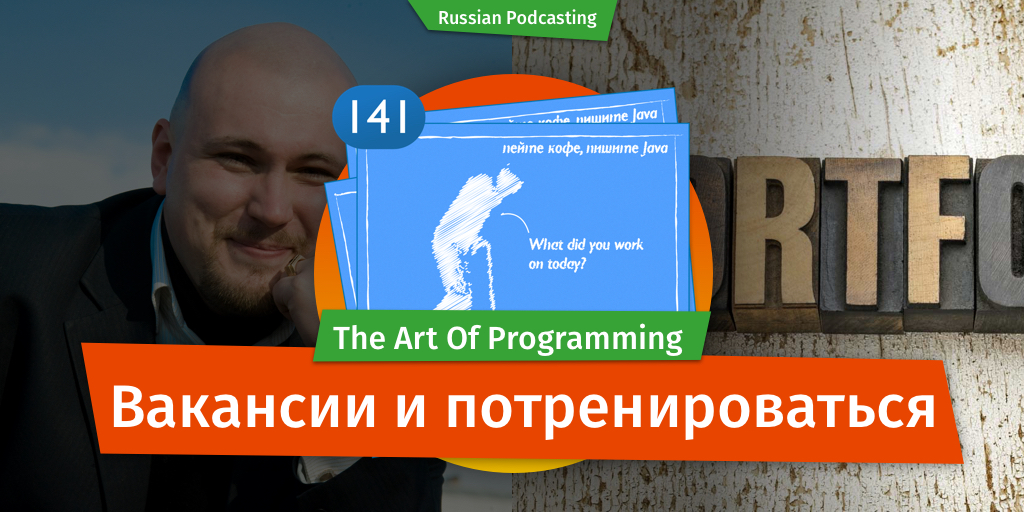 Russian Podcasting
141
кофе, пишите Java
пейте кофе, пишите Java
What did you work
on today?
RTFO
The Art Of Programming
Вакансии и потренироваться